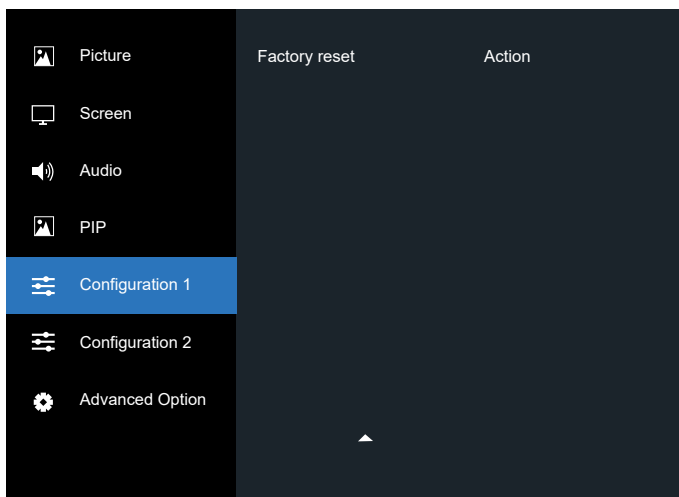 Picture
Factory reset Action
Screen
Audio
PIP
Configuration 1
Configuration 2
Advanced Option